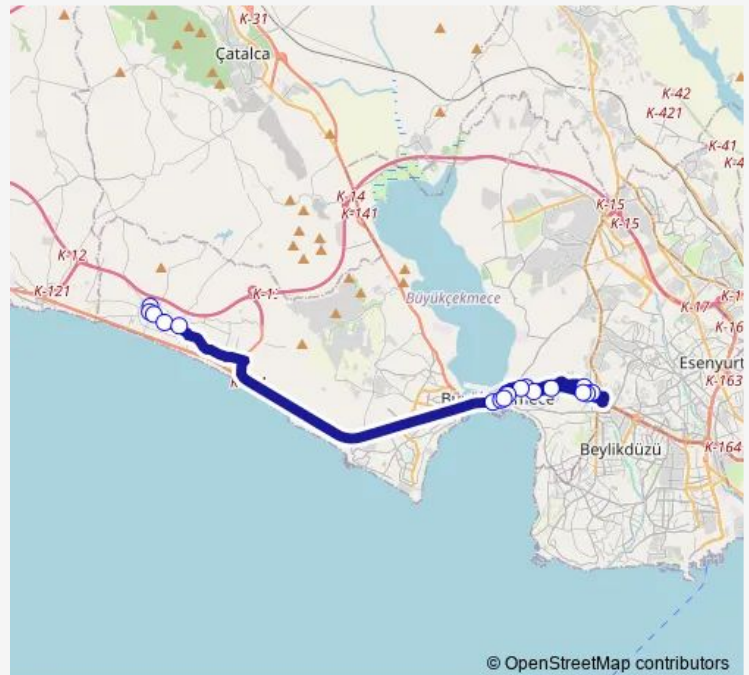 K-31
Çatalca
K-42
K-421
K-41
K-4
K-14
K-141
K-15
K-15
K-12
K-121
Büyükçekmece
K-17
K-16
Esenyurt
K-163
Beylikdüzü
K-164
© OpenStreetMap contributors